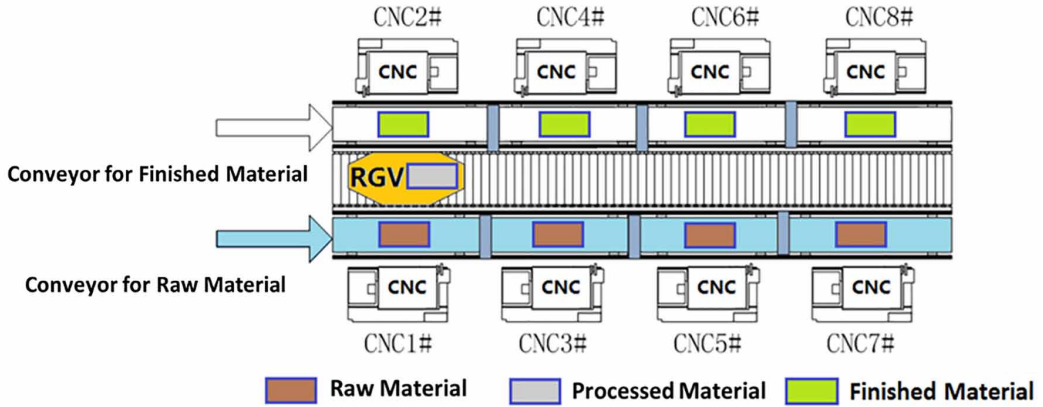 CNC2# CNC4# CNC6# CNC8#
CNC CNC CNC CNC
Conveyor for Finished Material
RGV
Conveyor for Raw Material
CNC CNC CNC CNC
CNC1# CNC3# CNC5# CNC7#
Raw Material Processed Material Finished Material